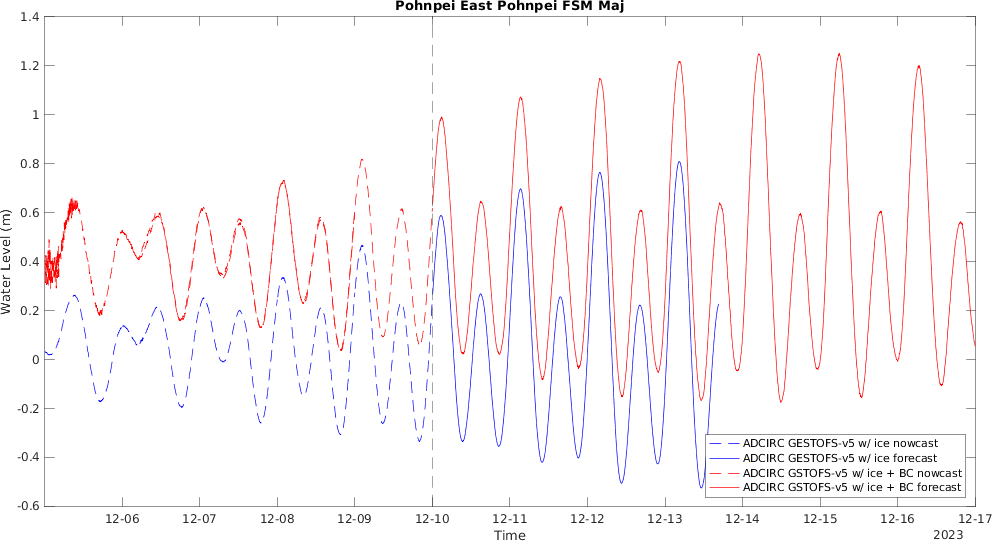 Pohnpei East Pohnpei FSM Maj
1.4
1.2
1
0.8
0.6
0.4
0.2
0
-0.2
-0.4
-0.6
Water Level (m)
ADCIRC GESTOFS-v5 w/ ice nowcast
ADCIRC GESTOFS-v5 w/ ice forecast
ADCIRC GSTOFS-v5 w/ ice + BC nowcast
ADCIRC GSTOFS-v5 w/ ice + BC forecast
12-06 12-07 12-08 12-09 12-10 12-11 12-12 12-13 12-14 12-15 12-16 12-17
Time
2023